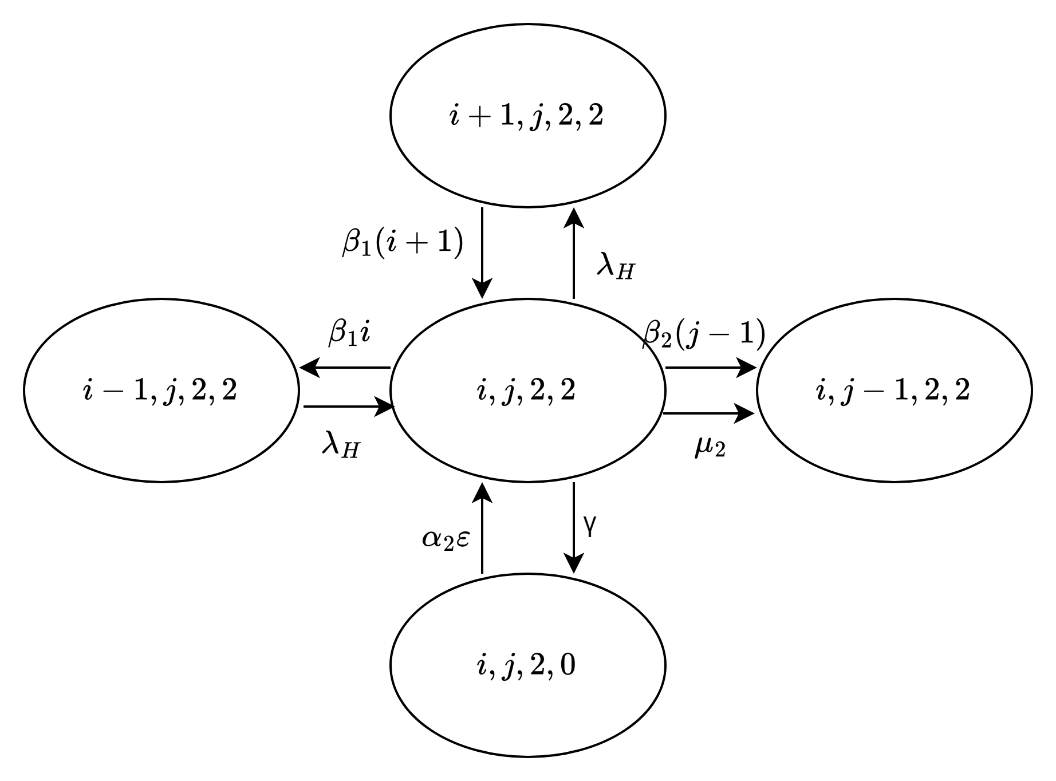 i + 1, j, 2, 2
β₁(i + 1)
λ_H
β₁i
β₂(j − 1)
i − 1, j, 2, 2
i, j, 2, 2
i, j − 1, 2, 2
λ_H
μ₂
α₂ε
γ
i, j, 2, 0